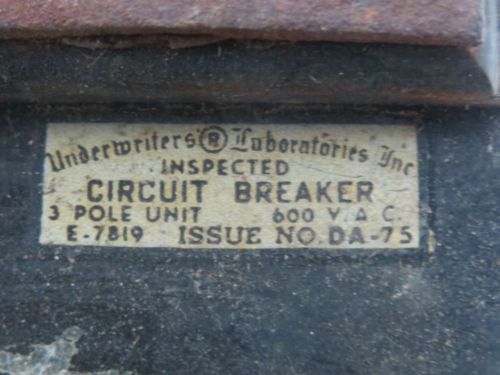 Underwriters ® Laboratories Inc
INSPECTED
CIRCUIT BREAKER
3 POLE UNIT 600 V. A C.
E-7819 ISSUE NO. DA-75